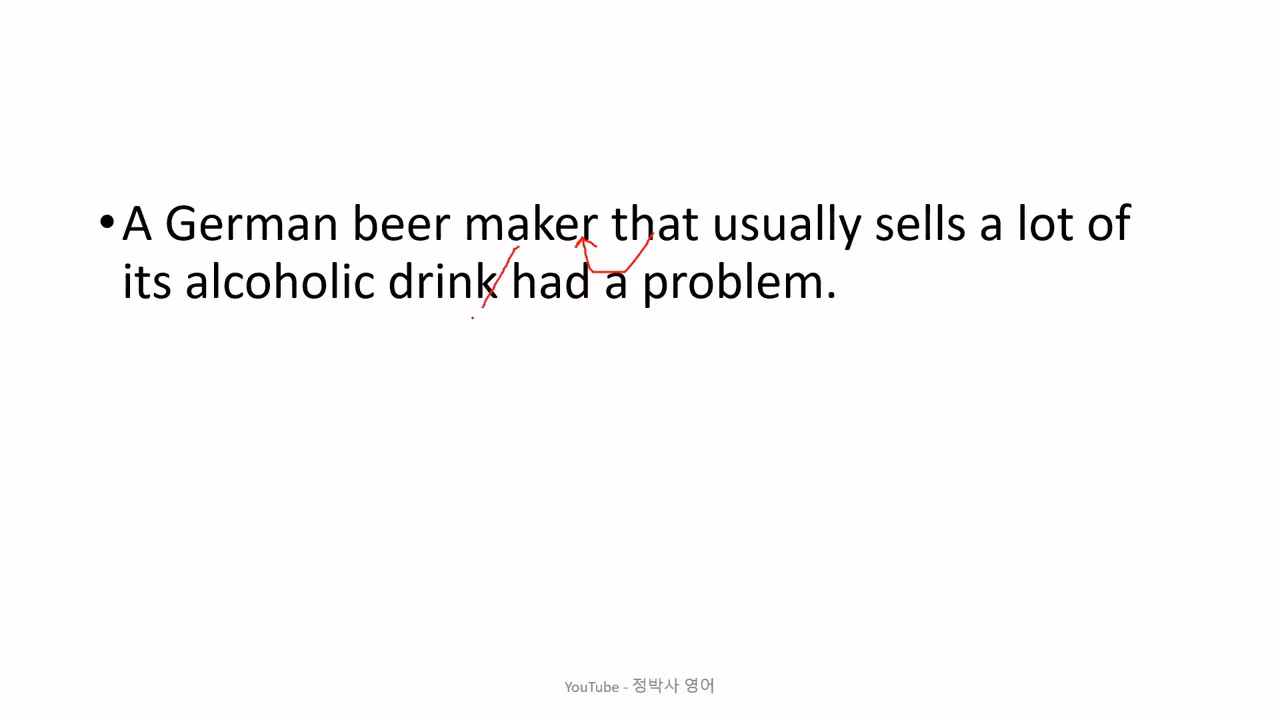 •A German beer maker that usually sells a lot of
its alcoholic drink had a problem.
YouTube - 정박사 영어